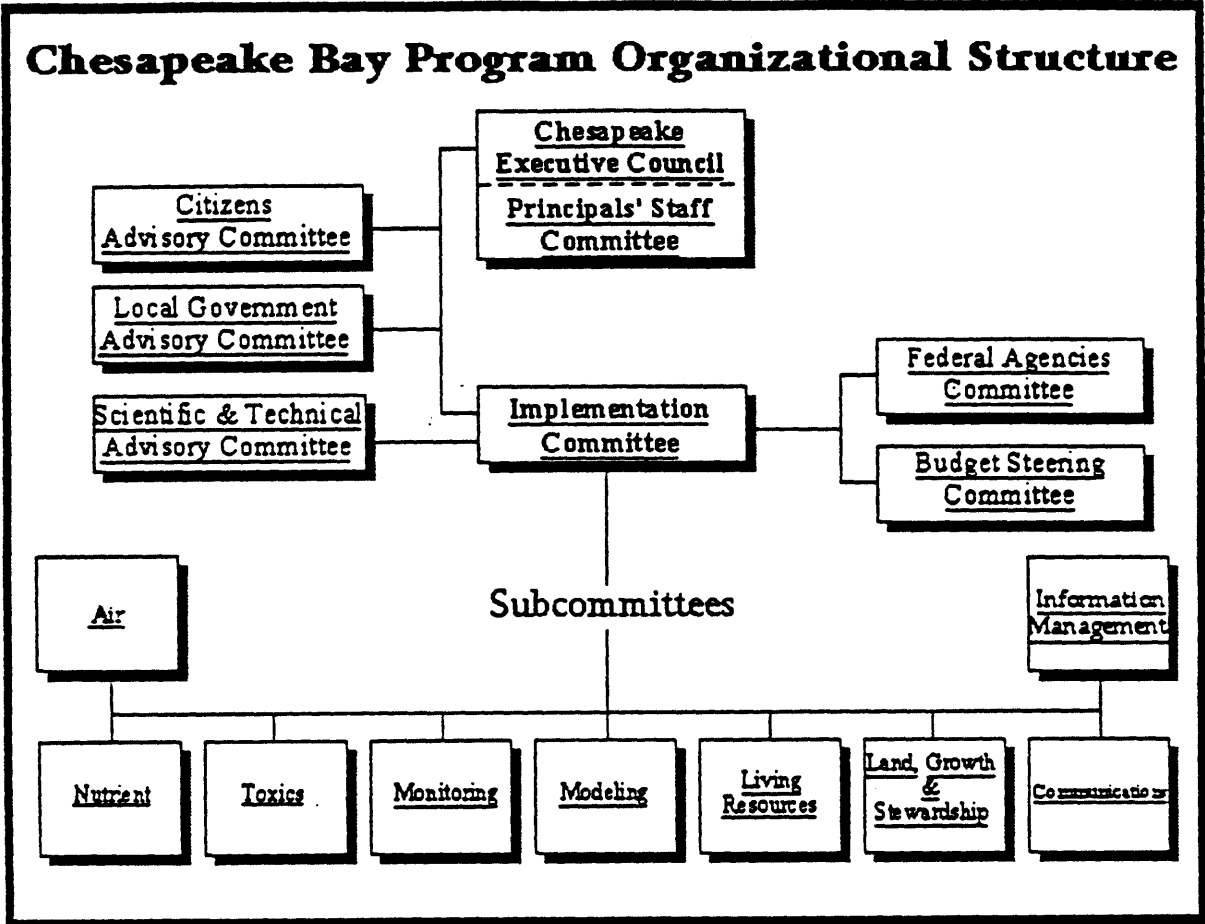 Chesapeake Bay Program Organizational Structure
Chesapeake
Executive Council
Principals' Staff
Committee
Citizens
Advisory Committee
Local Government
Advisory Committee
Scientific & Technical
Advisory Committee
Implementation
Committee
Federal Agencies
Committee
Budget Steering
Committee
Subcommittees
Air
Information
Management
Nutrient
Toxics
Monitoring
Modeling
Living
Resources
Land, Growth
&
Stewardship
Communications